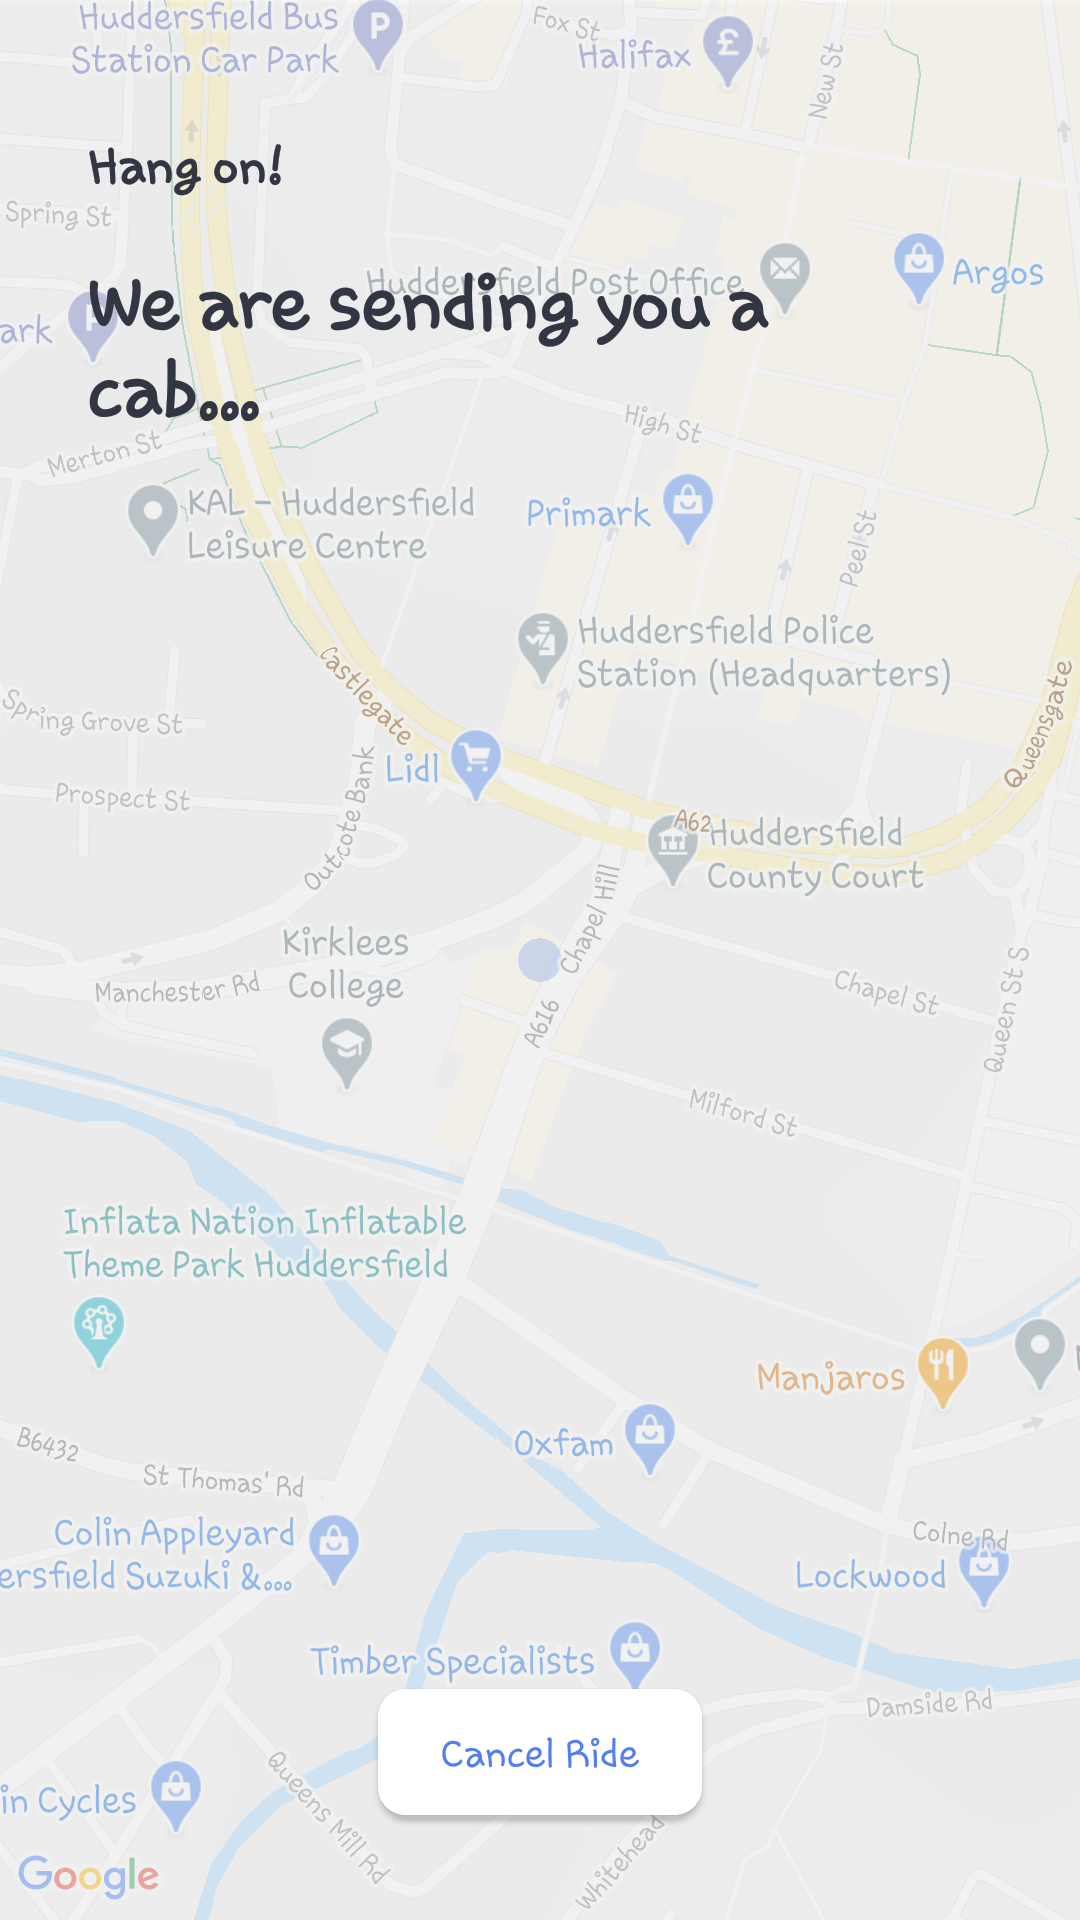 Huddersfield Bus
Station Car Park
P
Fox St
Halifax
£
New St
Hang on!
Spring St
Huddersfield Post Office
Argos
We are sending you a
cab...
ark
P
High St
Merton St
KAL - Huddersfield
Leisure Centre
Primark
Peel St
Huddersfield Police
Station (Headquarters)
Castlegate
Queensgate
Spring Grove St
Lidl
Prospect St
Outcote Bank
A62
Huddersfield
County Court
Chapel Hill
Kirklees
College
Manchester Rd
Chapel St
Queen St S
A616
Milford St
Inflata Nation Inflatable
Theme Park Huddersfield
Manjaros
Oxfam
B6432
St Thomas' Rd
Colin Appleyard
ersfield Suzuki &...
Colne Rd
Lockwood
Timber Specialists
Damside Rd
Cancel Ride
in Cycles
Queens Mill Rd
Whitehead
Google